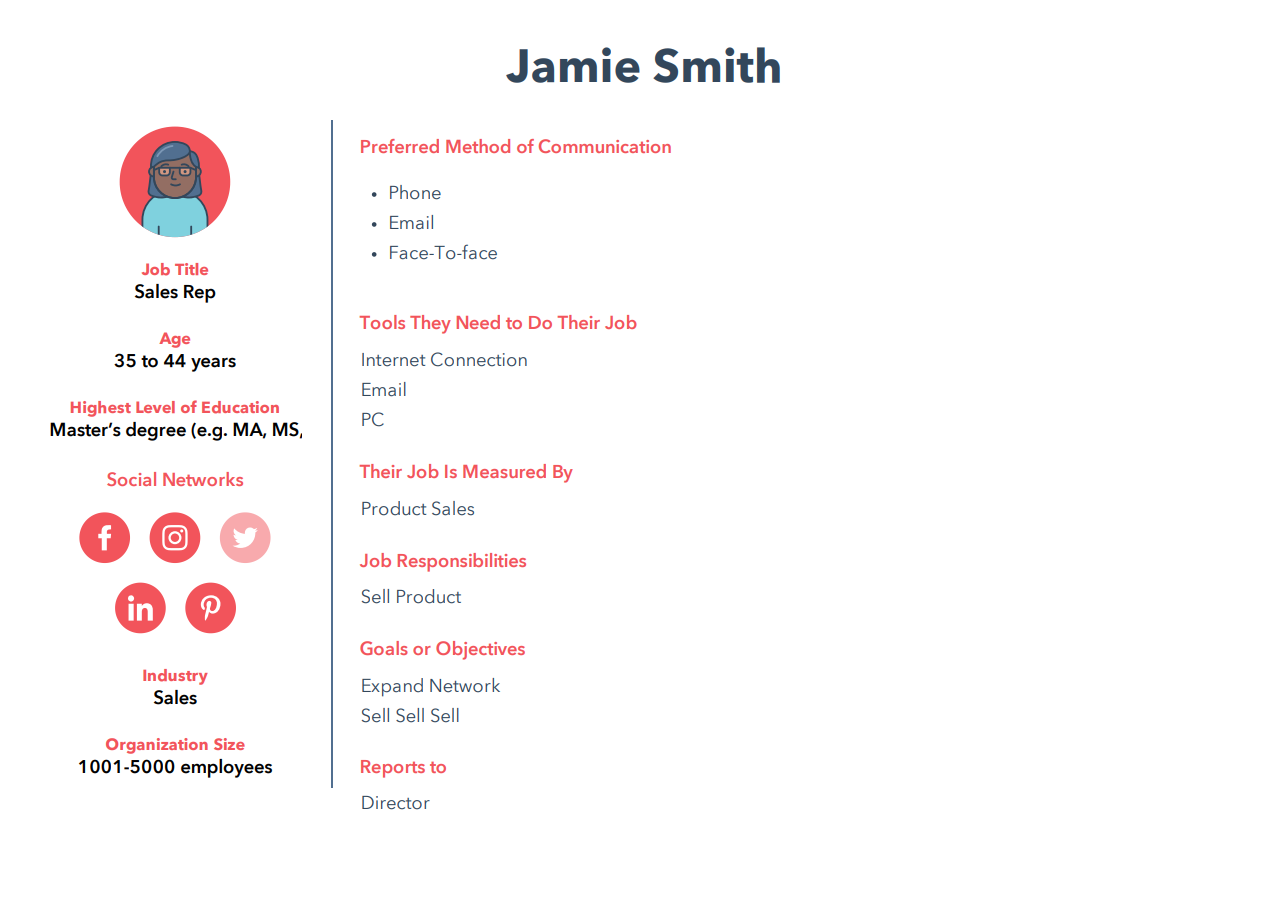 Jamie Smith
Job Title
Sales Rep
Age
35 to 44 years
Highest Level of Education
Master’s degree (e.g. MA, MS,
Social Networks
in
Industry
Sales
Organization Size
1001-5000 employees
Preferred Method of Communication
• Phone
• Email
• Face-To-face
Tools They Need to Do Their Job
Internet Connection
Email
PC
Their Job Is Measured By
Product Sales
Job Responsibilities
Sell Product
Goals or Objectives
Expand Network
Sell Sell Sell
Reports to
Director